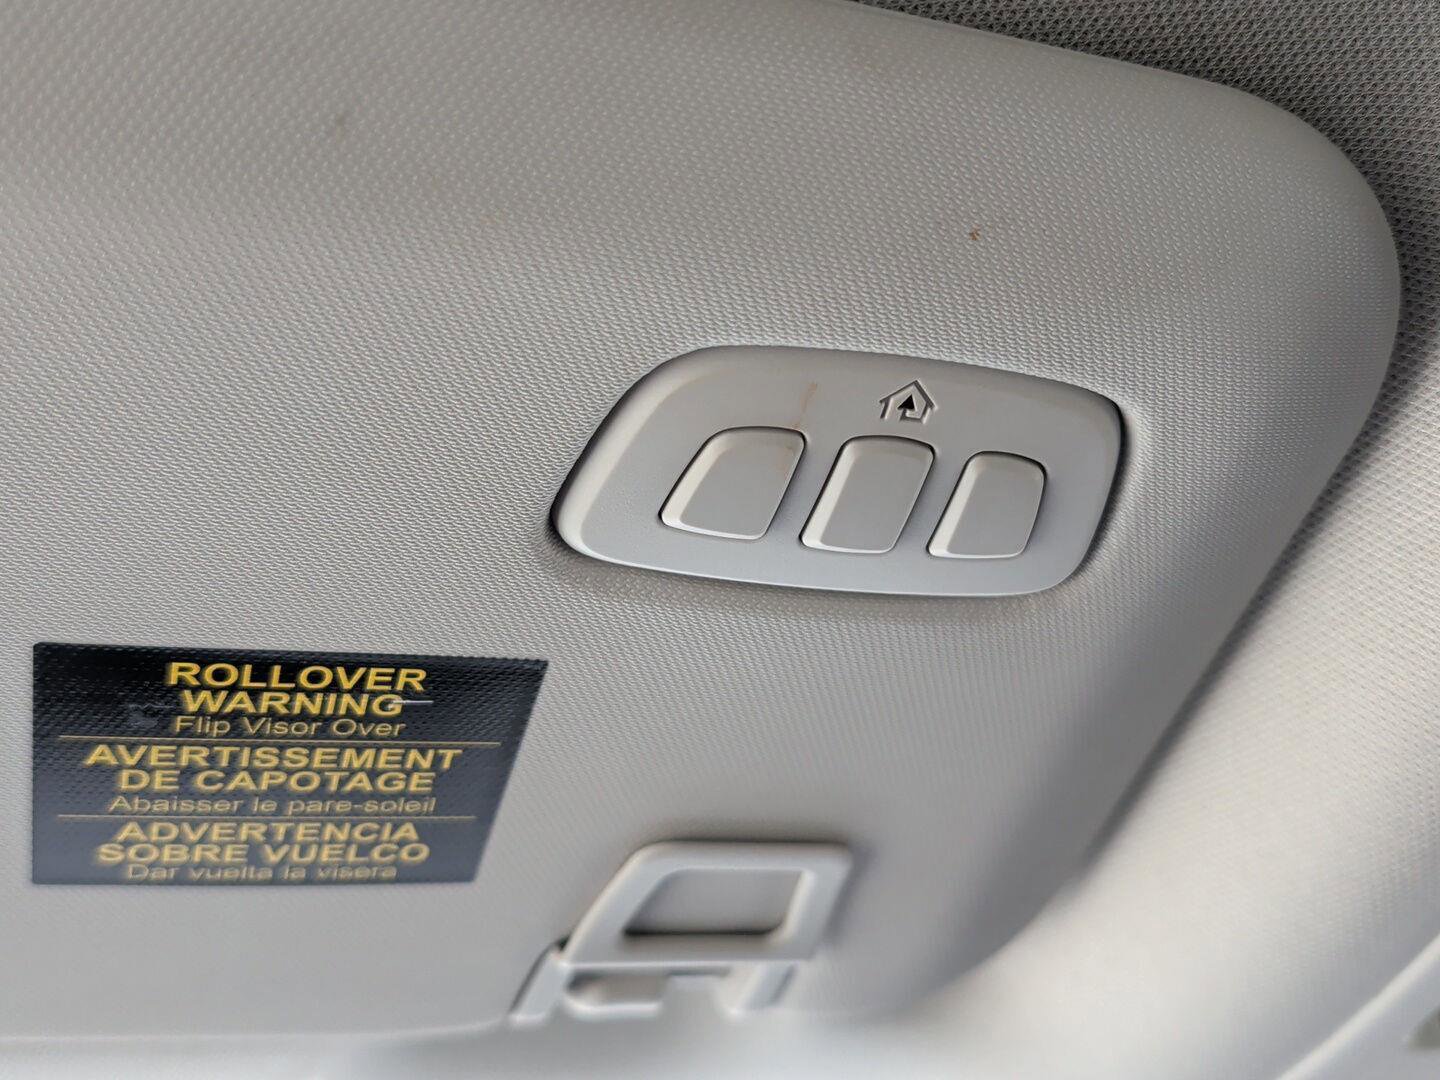 ROLLOVER
WARNING
Flip Visor Over
AVERTISSEMENT
DE CAPOTAGE
Abaisser le pare-soleil
ADVERTENCIA
SOBRE VUELCO
Dar vuelta la visera